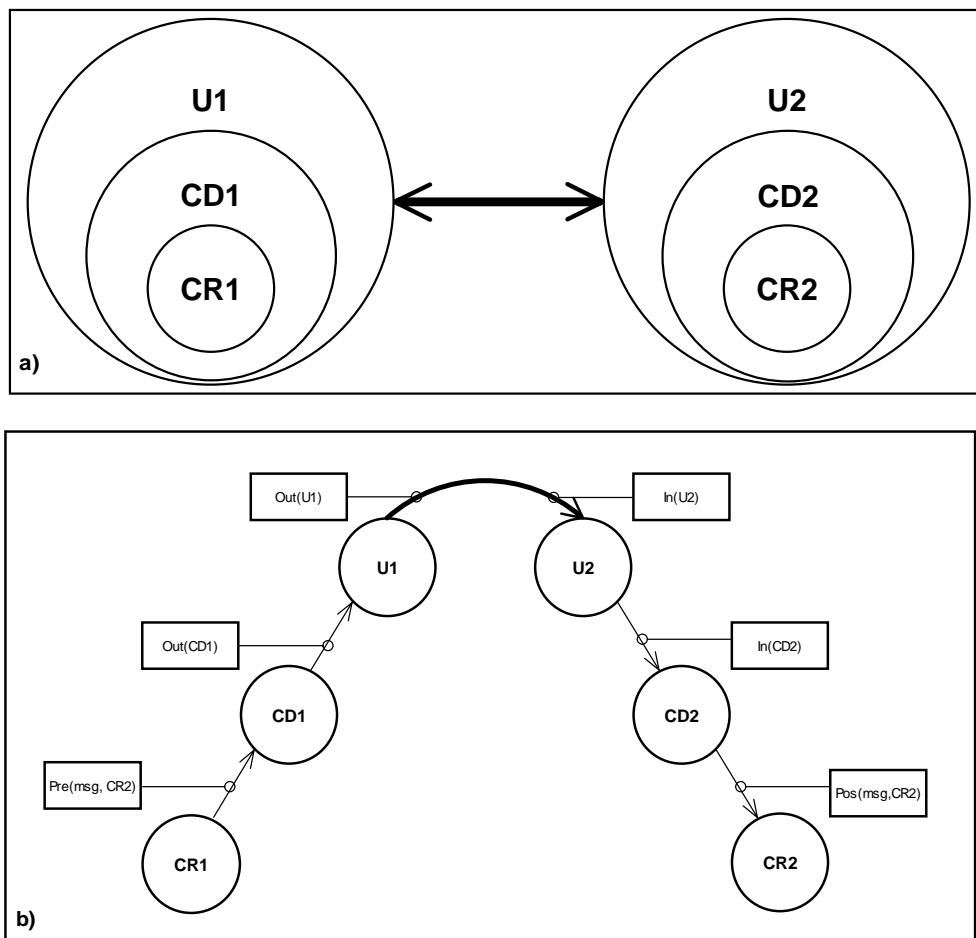 U1
U2
CD1
CD2
CR1
CR2
a)
Out(U1)
In(U2)
U1
U2
Out(CD1)
In(CD2)
CD1
CD2
Pre(msg, CR2)
Pos(msg,CR2)
CR1
CR2
b)